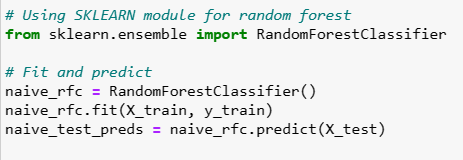 # Using SKLEARN module for random forest
from sklearn.ensemble import RandomForestClassifier
# Fit and predict
naive_rfc = RandomForestClassifier()
naive_rfc.fit(X_train, y_train)
naive_test_preds = naive_rfc.predict(X_test)